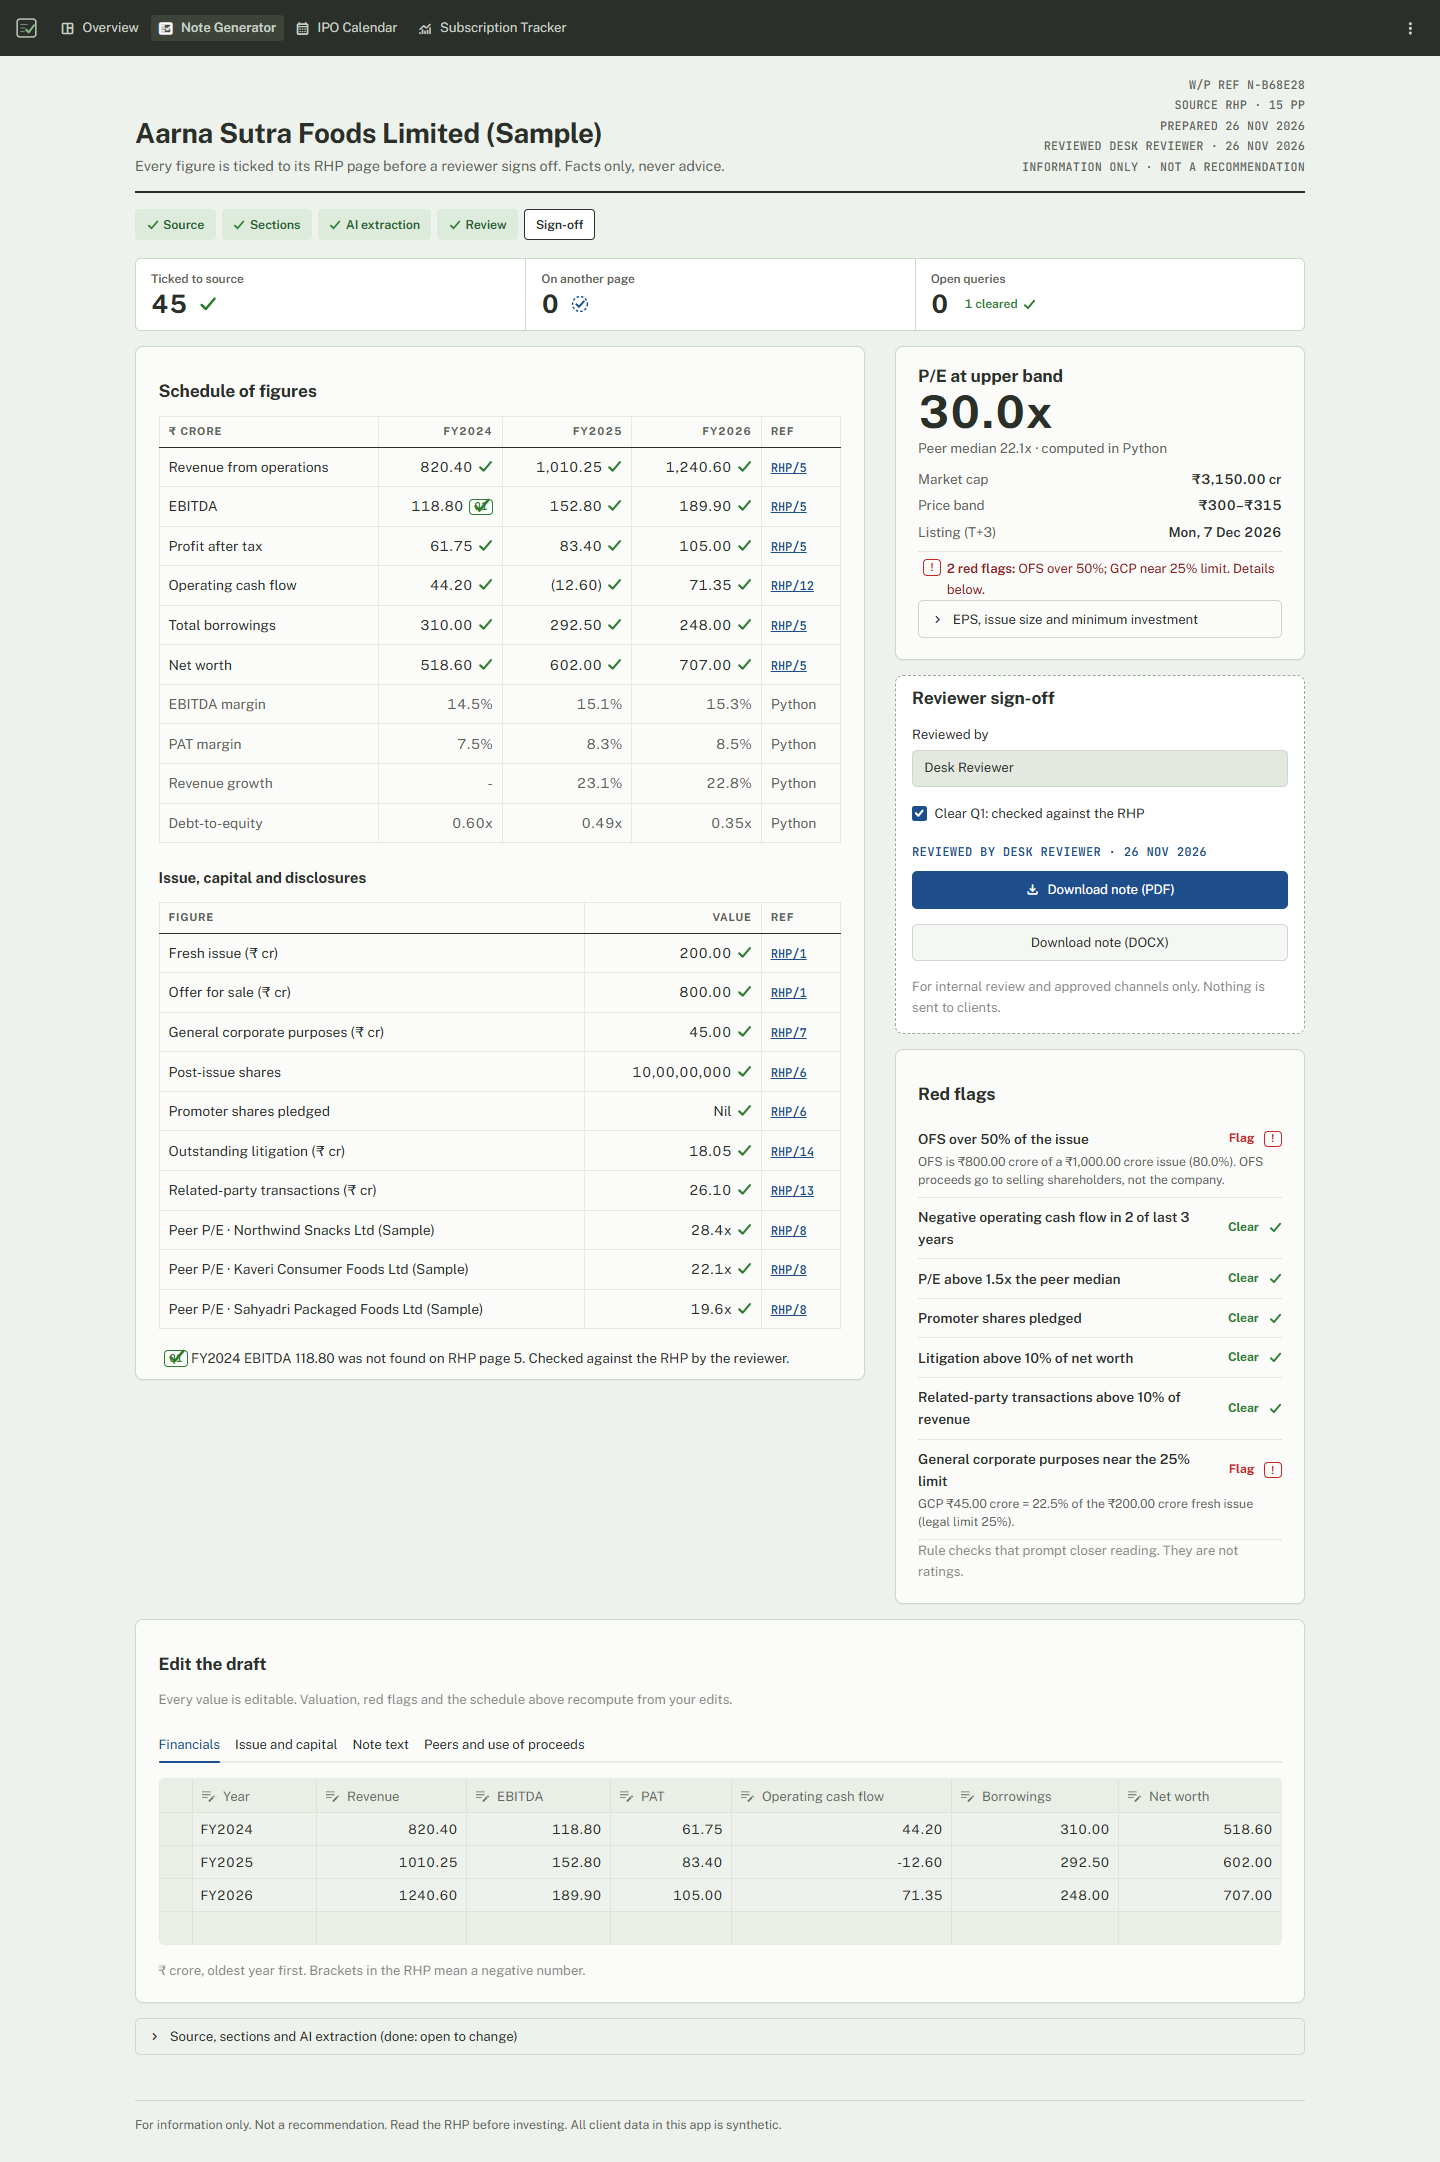 Overview Note Generator IPO Calendar Subscription Tracker
W/P REF N-B68E28
SOURCE RHP · 15 PP
PREPARED 26 NOV 2026
REVIEWED DESK REVIEWER · 26 NOV 2026
INFORMATION ONLY · NOT A RECOMMENDATION
Aarna Sutra Foods Limited (Sample)
Every figure is ticked to its RHP page before a reviewer signs off. Facts only, never advice.
Source Sections AI extraction Review Sign-off
Ticked to source
45
On another page
0
Open queries
0 1 cleared
Schedule of figures
₹ CRORE FY2024 FY2025 FY2026 REF
Revenue from operations 820.40 1,010.25 1,240.60 RHP/5
EBITDA 118.80 Q1 152.80 189.90 RHP/5
Profit after tax 61.75 83.40 105.00 RHP/5
Operating cash flow 44.20 (12.60) 71.35 RHP/12
Total borrowings 310.00 292.50 248.00 RHP/5
Net worth 518.60 602.00 707.00 RHP/5
EBITDA margin 14.5% 15.1% 15.3% Python
PAT margin 7.5% 8.3% 8.5% Python
Revenue growth - 23.1% 22.8% Python
Debt-to-equity 0.60x 0.49x 0.35x Python
Issue, capital and disclosures
FIGURE VALUE REF
Fresh issue (₹ cr) 200.00 RHP/1
Offer for sale (₹ cr) 800.00 RHP/1
General corporate purposes (₹ cr) 45.00 RHP/7
Post-issue shares 10,00,00,000 RHP/6
Promoter shares pledged Nil RHP/6
Outstanding litigation (₹ cr) 18.05 RHP/14
Related-party transactions (₹ cr) 26.10 RHP/13
Peer P/E · Northwind Snacks Ltd (Sample) 28.4x RHP/8
Peer P/E · Kaveri Consumer Foods Ltd (Sample) 22.1x RHP/8
Peer P/E · Sahyadri Packaged Foods Ltd (Sample) 19.6x RHP/8
Q1 FY2024 EBITDA 118.80 was not found on RHP page 5. Checked against the RHP by the reviewer.
P/E at upper band
30.0x
Peer median 22.1x · computed in Python
Market cap ₹3,150.00 cr
Price band ₹300–₹315
Listing (T+3) Mon, 7 Dec 2026
! 2 red flags: OFS over 50%; GCP near 25% limit. Details
below.
EPS, issue size and minimum investment
Reviewer sign-off
Reviewed by
Desk Reviewer
Clear Q1: checked against the RHP
REVIEWED BY DESK REVIEWER · 26 NOV 2026
Download note (PDF)
Download note (DOCX)
For internal review and approved channels only. Nothing is
sent to clients.
Red flags
OFS over 50% of the issue Flag !
OFS is ₹800.00 crore of a ₹1,000.00 crore issue (80.0%). OFS
proceeds go to selling shareholders, not the company.
Negative operating cash flow in 2 of last 3
years Clear
P/E above 1.5x the peer median Clear
Promoter shares pledged Clear
Litigation above 10% of net worth Clear
Related-party transactions above 10% of
revenue Clear
General corporate purposes near the 25%
limit Flag !
GCP ₹45.00 crore = 22.5% of the ₹200.00 crore fresh issue
(legal limit 25%).
Rule checks that prompt closer reading. They are not
ratings.
Edit the draft
Every value is editable. Valuation, red flags and the schedule above recompute from your edits.
Financials Issue and capital Note text Peers and use of proceeds
Year Revenue EBITDA PAT Operating cash flow Borrowings Net worth
FY2024 820.40 118.80 61.75 44.20 310.00 518.60
FY2025 1010.25 152.80 83.40 -12.60 292.50 602.00
FY2026 1240.60 189.90 105.00 71.35 248.00 707.00
₹ crore, oldest year first. Brackets in the RHP mean a negative number.
Source, sections and AI extraction (done: open to change)
For information only. Not a recommendation. Read the RHP before investing. All client data in this app is synthetic.